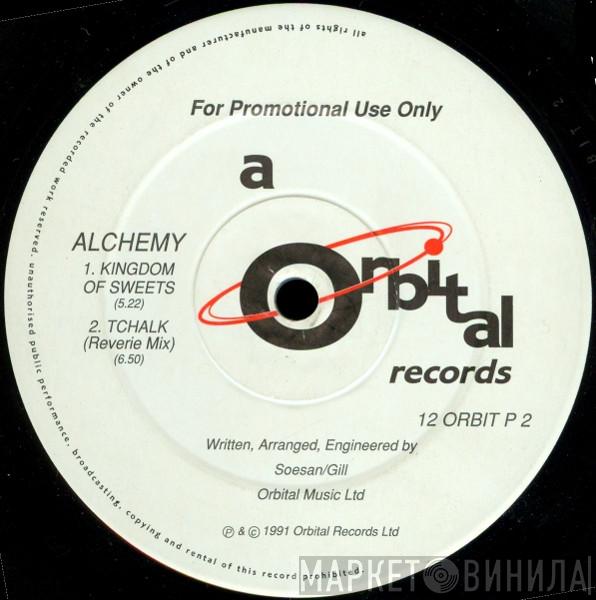 all rights of the manufacturer and of the owner of the recorded work reserved. unauthorised public performance, broadcasting, copying and rental of this record prohibited.
For Promotional Use Only
a
Orbital
records
ALCHEMY
1. KINGDOM
OF SWEETS
(5.22)
2. TCHALK
(Reverie Mix)
(6.50)
12 ORBIT P 2
Written, Arranged, Engineered by
Soesan/Gill
Orbital Music Ltd
℗ & © 1991 Orbital Records Ltd
МАРКЕТ ВИНИЛА